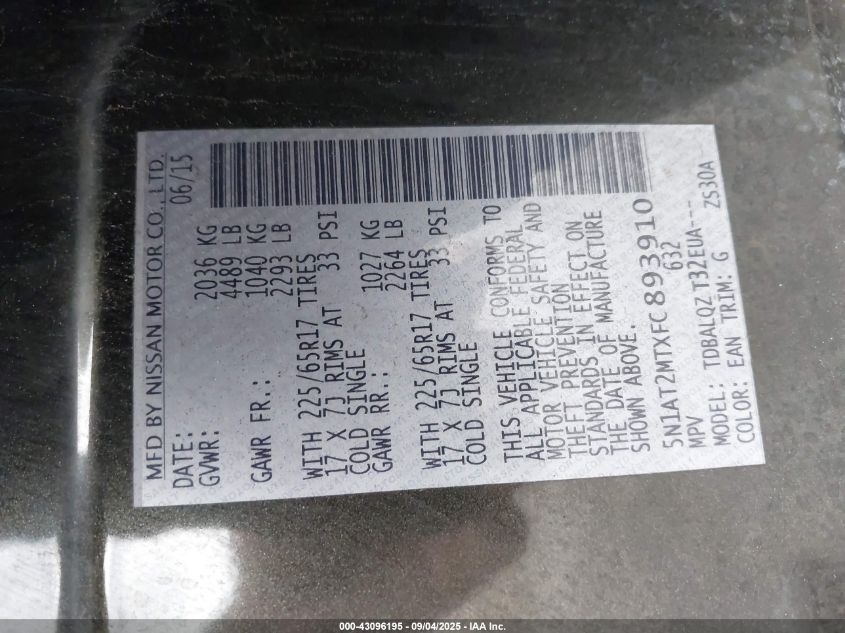 MFD BY NISSAN MOTOR CO., LTD.
DATE: 06/15
GVWR: 2036 KG
4489 LB
GAWR FR.: 1040 KG
2293 LB
WITH 225/65R17 TIRES
17 X 7J RIMS AT 33 PSI
COLD SINGLE
GAWR RR.: 1027 KG
2264 LB
WITH 225/65R17 TIRES
17 X 7J RIMS AT 33 PSI
COLD SINGLE
THIS VEHICLE CONFORMS TO
ALL APPLICABLE FEDERAL
MOTOR VEHICLE SAFETY AND
THEFT PREVENTION
STANDARDS IN EFFECT ON
THE DATE OF MANUFACTURE
SHOWN ABOVE.
5N1AT2MTXFC893910
MPV 632
MODEL: TDBALQZ T32EUA---
COLOR: EAN TRIM: G ZS30A
000-43096195 - 09/04/2025 - IAA Inc.